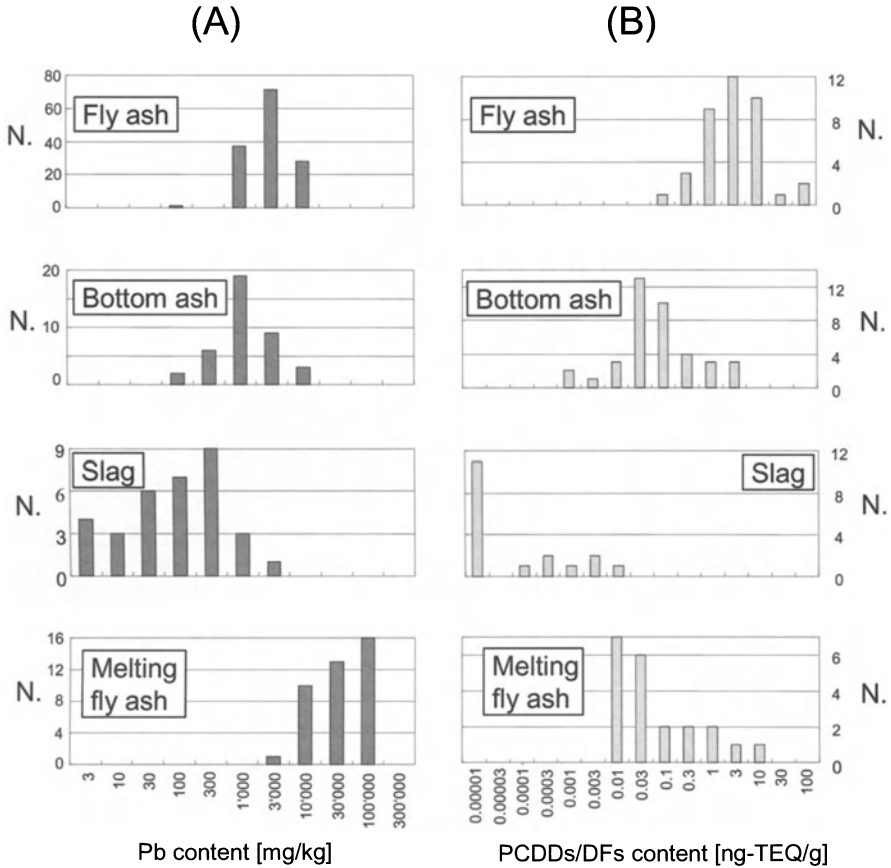 (A) (B)
80
60
40
20
0
N.
Fly ash
12
8
4
0
N.
Fly ash
20
10
0
N.
Bottom ash
12
8
4
0
N.
Bottom ash
9
6
3
0
N.
Slag
12
8
4
0
N.
Slag
16
12
8
4
0
N.
Melting
fly ash
6
4
2
0
N.
Melting
fly ash
3 10 30 100 300 1'000 3'000 10'000 30'000 100'000 300'000
0.00001 0.00003 0.0001 0.0003 0.001 0.003 0.01 0.03 0.1 0.3 1 3 10 30 100
Pb content [mg/kg]
PCDDs/DFs content [ng-TEQ/g]